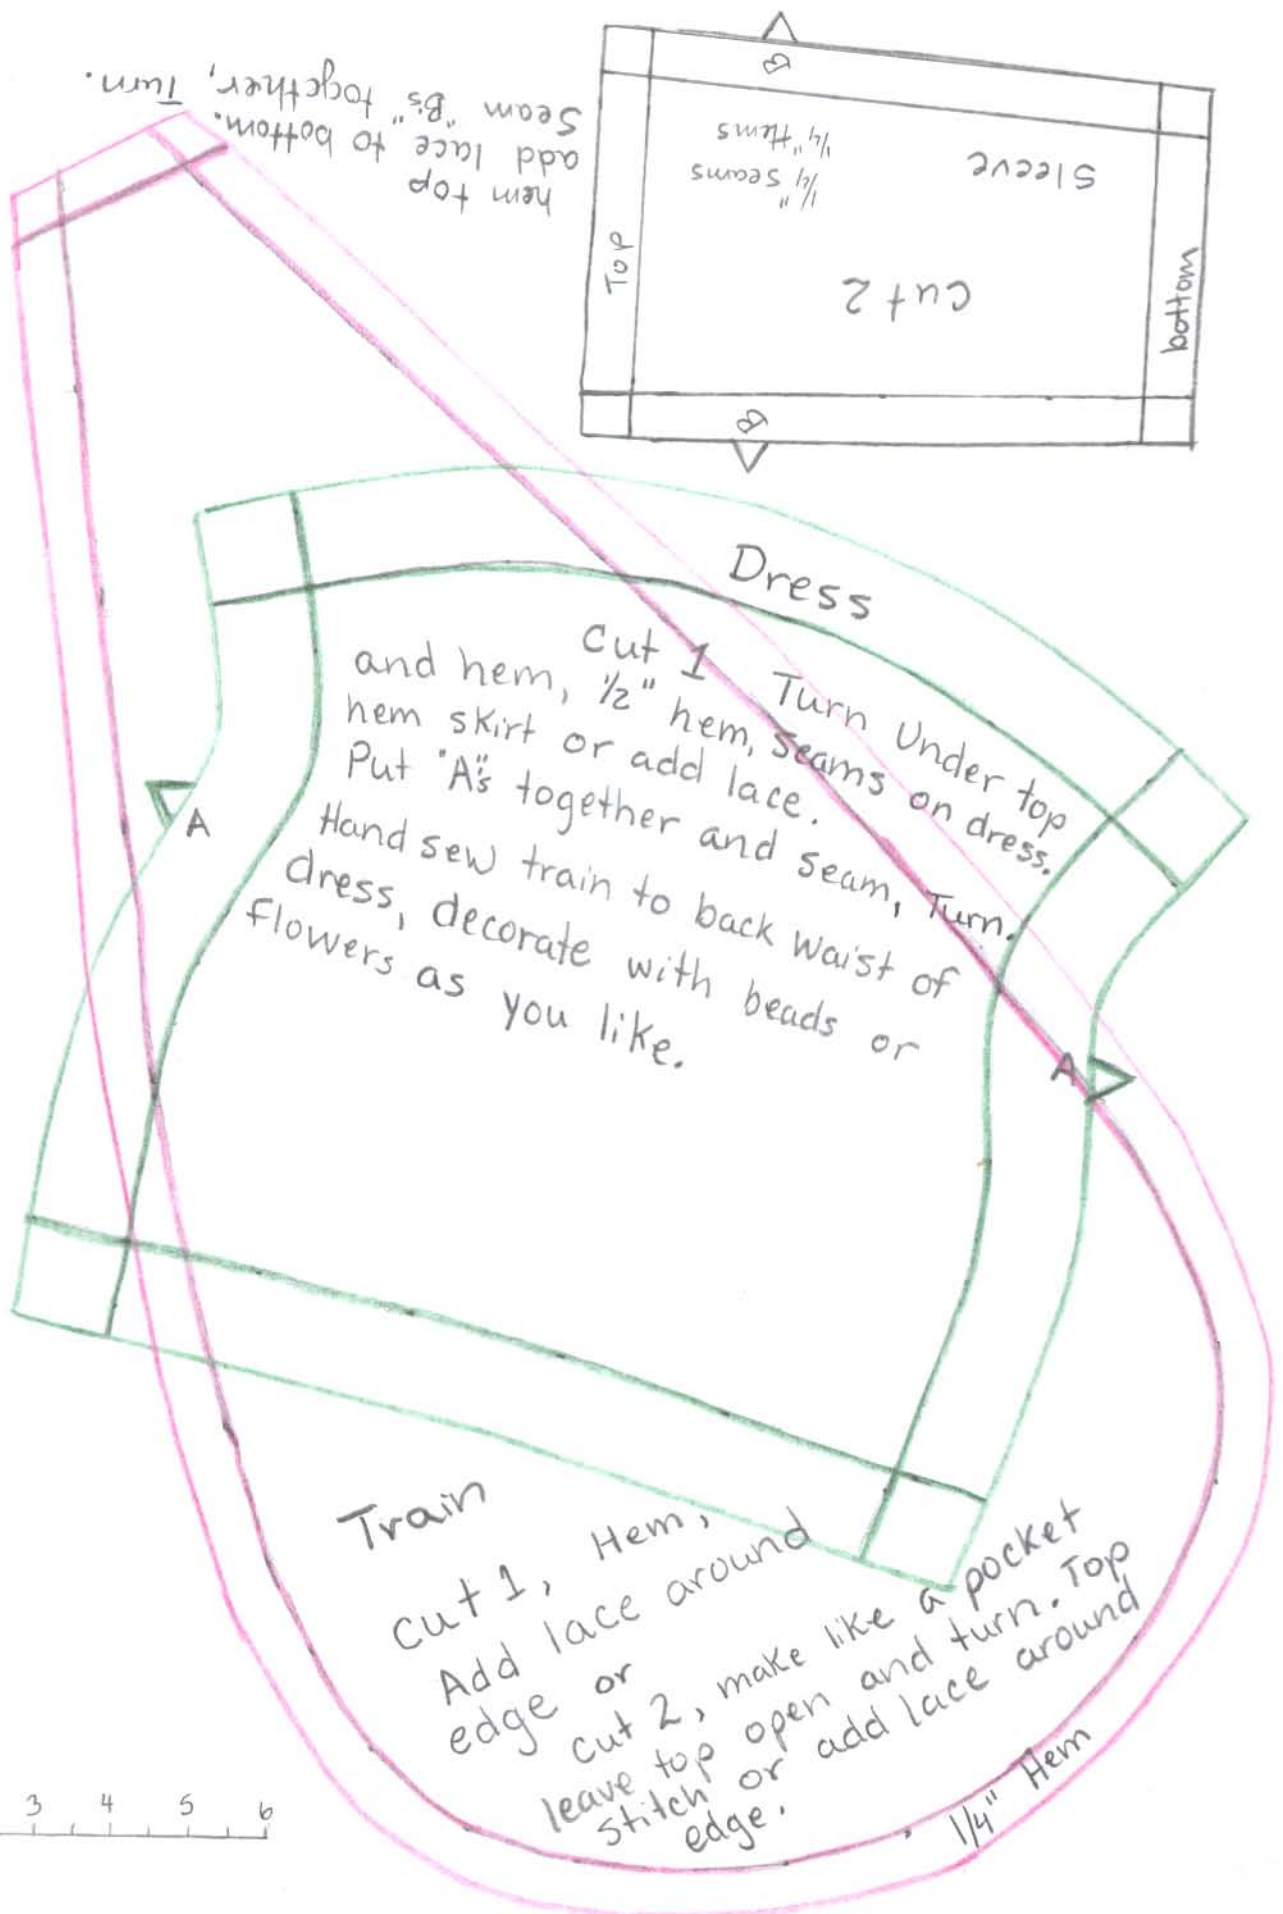 hem top
add lace to bottom.
Seam "B's" together, Turn.
B
1/4" Seams
1/4" Hems
Sleeve
Top
Cut 2
bottom
B
Dress
Cut 1 Turn Under top
and hem, 1/2" hem, seams on dress.
hem skirt or add lace.
Put "A"s together and seam, Turn.
Hand sew train to back waist of
dress, decorate with beads or
flowers as you like.
A
A
Train
cut 1, Hem,
Add lace around
edge or
cut 2, make like a pocket
leave top open and turn. Top
stitch or add lace around
edge.
1/4" Hem
3 4 5 6